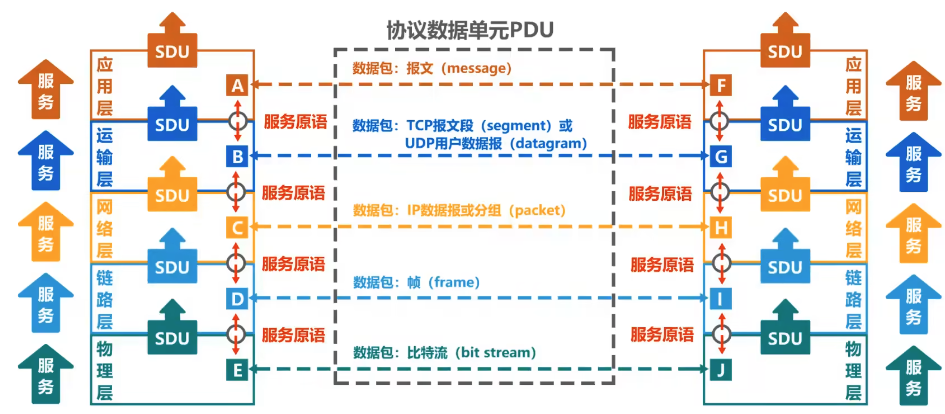 协议数据单元PDU
SDU
SDU
服务
应用层
A
数据包：报文（message）
F
应用层
服务
SDU
服务原语
服务原语
SDU
服务
运输层
B
数据包：TCP报文段（segment）或
UDP用户数据报（datagram）
G
运输层
服务
SDU
服务原语
服务原语
SDU
服务
网络层
C
数据包：IP数据报或分组（packet）
H
网络层
服务
SDU
服务原语
服务原语
SDU
服务
链路层
D
数据包：帧（frame）
I
链路层
服务
SDU
服务原语
服务原语
SDU
服务
物理层
E
数据包：比特流（bit stream）
J
物理层
服务